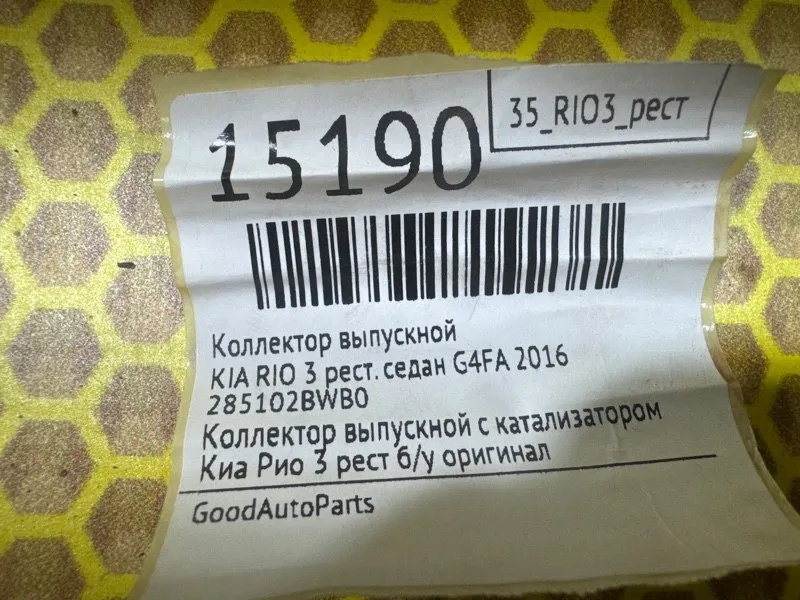 15190
35_RIO3_рест
Коллектор выпускной
KIA RIO 3 рест. седан G4FA 2016
285102BWB0
Коллектор выпускной с катализатором
Киа Рио 3 рест б/у оригинал
GoodAutoParts